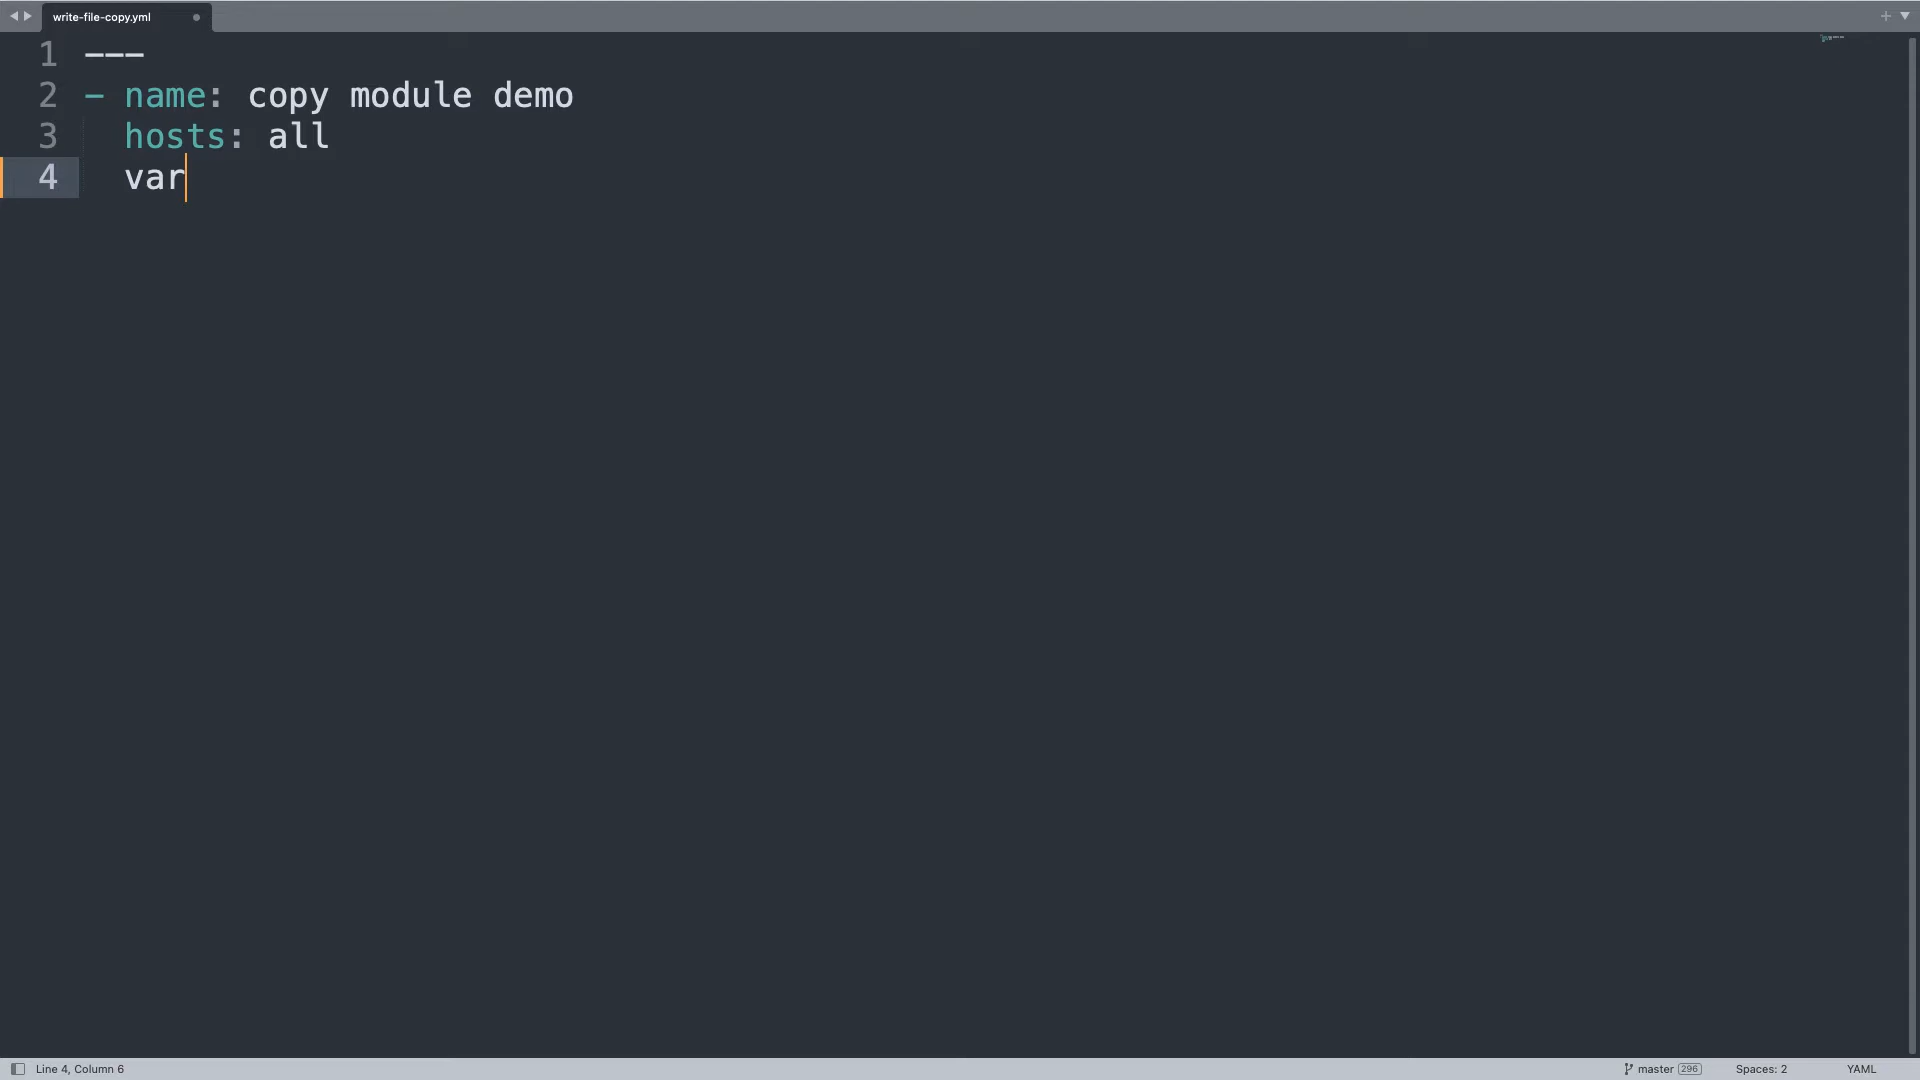 write-file-copy.yml
1 ---
2 - name: copy module demo
3 hosts: all
4 var
Line 4, Column 6
master 296
Spaces: 2
YAML